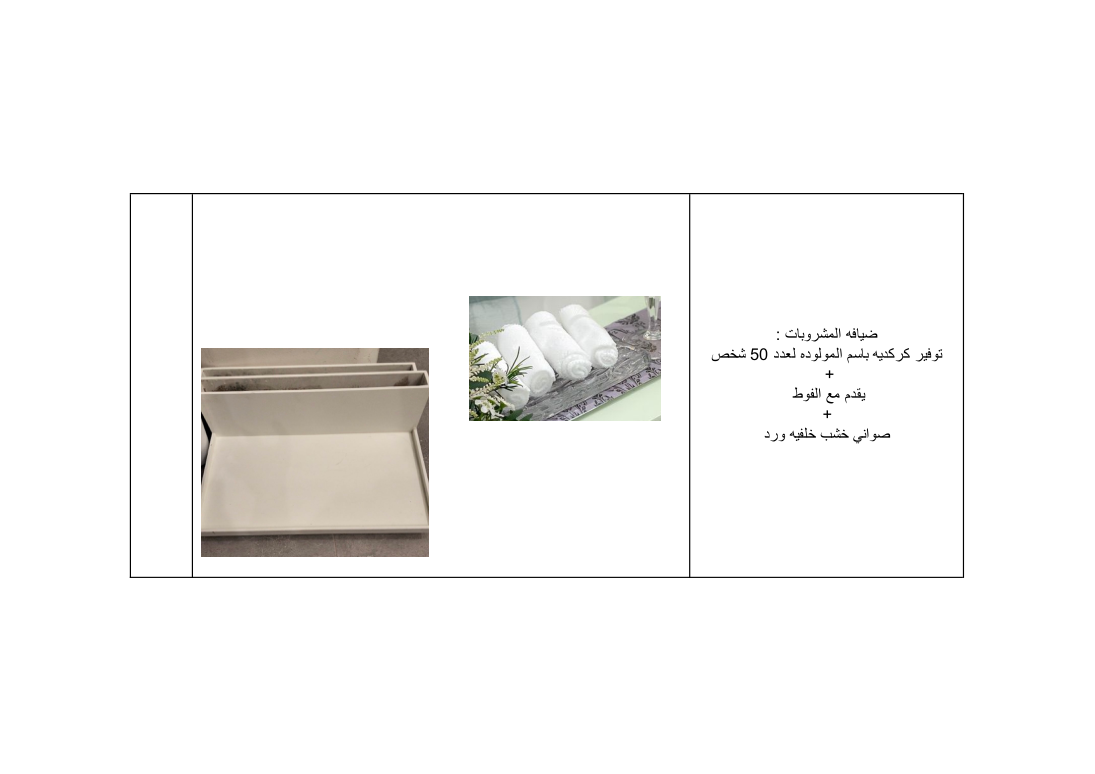 ضيافه المشروبات :
توفير كركديه باسم المولوده لعدد 50 شخص
+
يقدم مع الفوط
+
صواني خشب خلفيه ورد